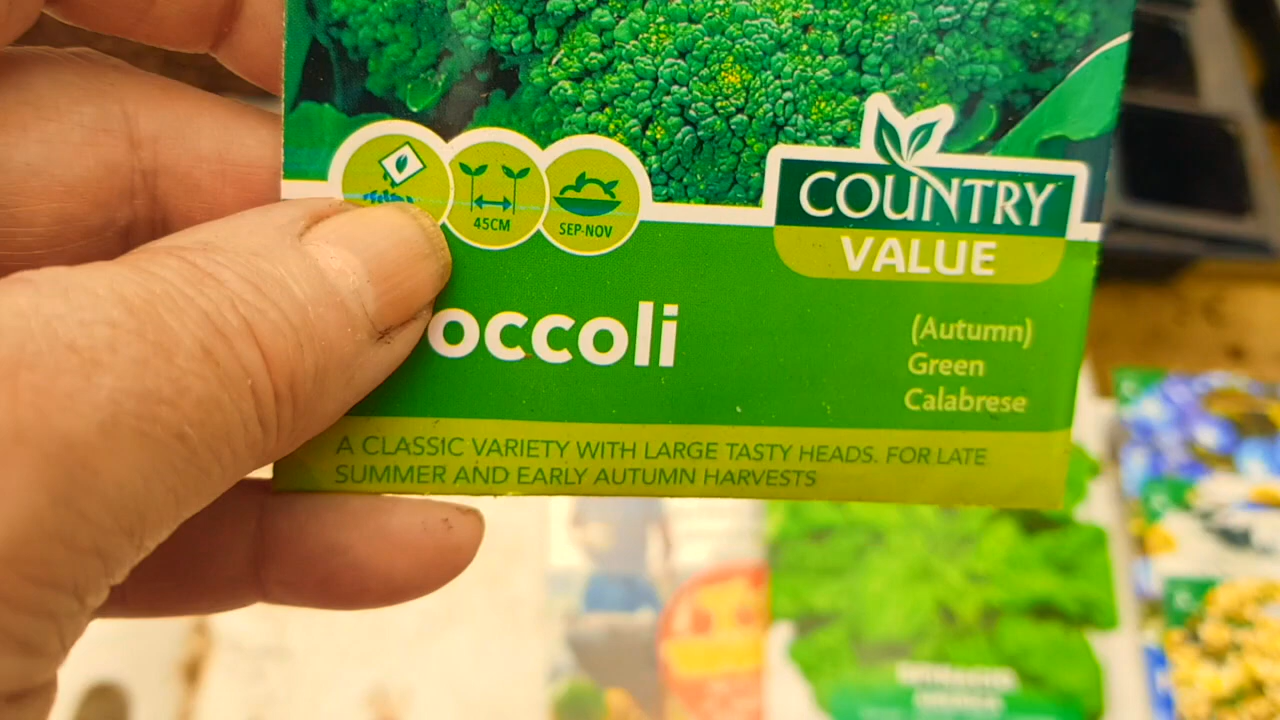 45CM
SEP-NOV
COUNTRY
VALUE
occoli
(Autumn)
Green
Calabrese
A CLASSIC VARIETY WITH LARGE TASTY HEADS. FOR LATE
SUMMER AND EARLY AUTUMN HARVESTS